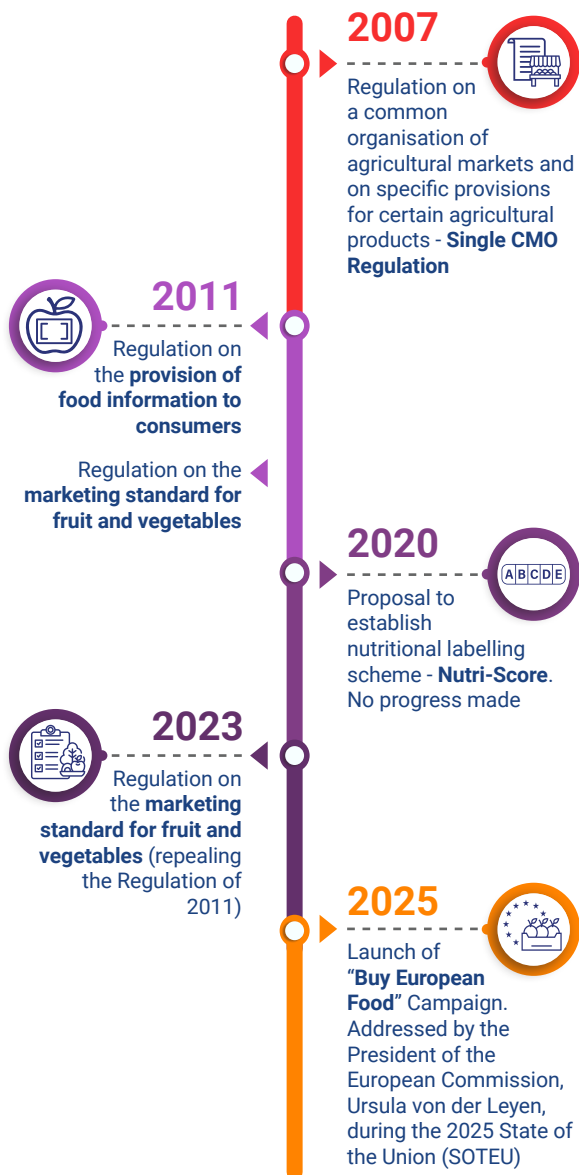 2007
Regulation on
a common
organisation of
agricultural markets and
on specific provisions
for certain agricultural
products - Single CMO
Regulation
2011
Regulation on
the provision of
food information to
consumers
Regulation on the
marketing standard for
fruit and vegetables
2020
A B C D E
Proposal to
establish
nutritional labelling
scheme - Nutri-Score.
No progress made
2023
Regulation on
the marketing
standard for fruit and
vegetables (repealing
the Regulation of
2011)
2025
Launch of
“Buy European
Food” Campaign.
Addressed by the
President of the
European Commission,
Ursula von der Leyen,
during the 2025 State of
the Union (SOTEU)